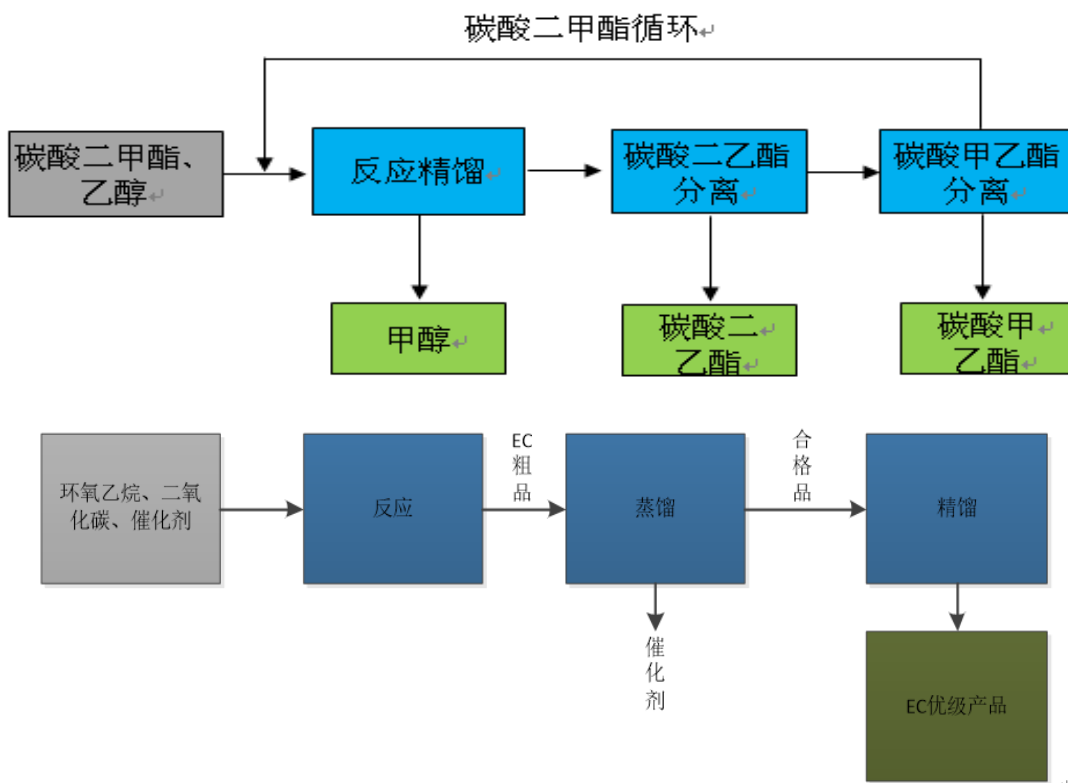 碳酸二甲酯循环
碳酸二甲酯、
乙醇
反应精馏
碳酸二乙酯
分离
碳酸甲乙酯
分离
甲醇
碳酸二
乙酯
碳酸甲
乙酯
环氧乙烷、二氧
化碳、催化剂
反应
EC
粗
品
蒸馏
合
格
品
精馏
催
化
剂
EC优级产品